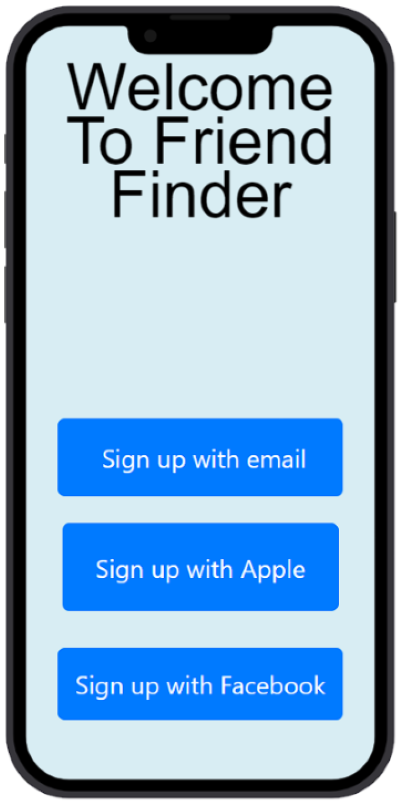 Welcome
To Friend
Finder
Sign up with email
Sign up with Apple
Sign up with Facebook